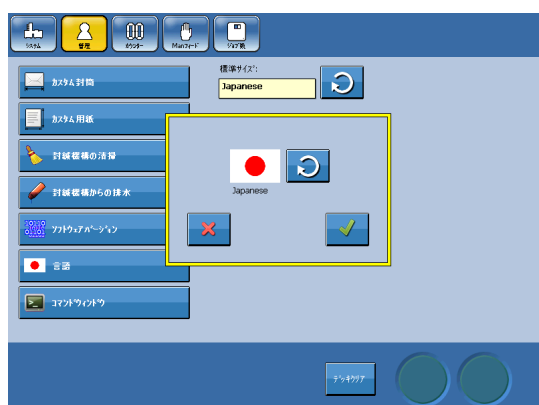 システム
管理
カウンター
Manフィード
ジョブ数
標準サイズ:
Japanese
カスタム封筒
カスタム用紙
封緘機構の清掃
封緘機構からの排水
ソフトウェアバージョン
言語
コマンドウィンドウ
Japanese
デッキクリア